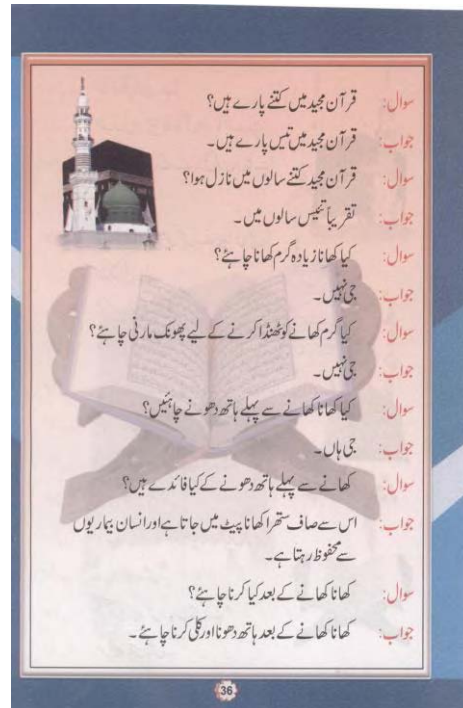 سوال: قرآن مجید میں کتنے پارے ہیں؟
جواب: قرآن مجید میں تیس پارے ہیں۔
سوال: قرآن مجید کتنے سالوں میں نازل ہوا؟
جواب: تقریباً تئیس سالوں میں۔
سوال: کیا کھانا زیادہ گرم کھانا چاہئے؟
جواب: جی نہیں۔
سوال: کیا گرم کھانے کو ٹھنڈا کرنے کے لیے پھونک مارنی چاہئے؟
جواب: جی نہیں۔
سوال: کیا کھانا کھانے سے پہلے ہاتھ دھونے چاہئیں؟
جواب: جی ہاں۔
سوال: کھانے سے پہلے ہاتھ دھونے کے کیا فائدے ہیں؟
جواب: اس سے صاف ستھرا کھانا پیٹ میں جاتا ہے اور انسان بیماریوں
سے محفوظ رہتا ہے۔
سوال: کھانا کھانے کے بعد کیا کرنا چاہئے؟
جواب: کھانا کھانے کے بعد ہاتھ دھونا اور کلی کرنا چاہئے۔
36